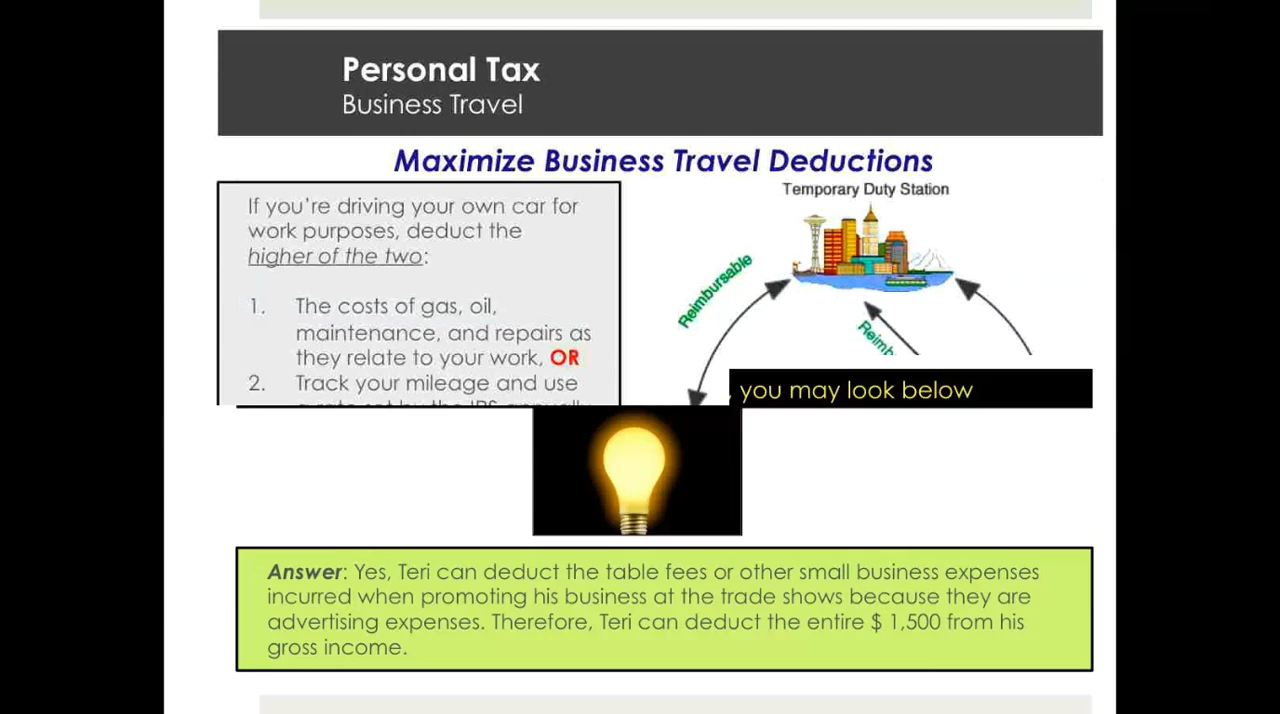 Personal Tax
Business Travel
Maximize Business Travel Deductions
If you’re driving your own car for
work purposes, deduct the
higher of the two:
1. The costs of gas, oil,
maintenance, and repairs as
they relate to your work, OR
2. Track your mileage and use
Temporary Duty Station
Reimbursable
you may look below
Answer: Yes, Teri can deduct the table fees or other small business expenses
incurred when promoting his business at the trade shows because they are
advertising expenses. Therefore, Teri can deduct the entire $ 1,500 from his
gross income.